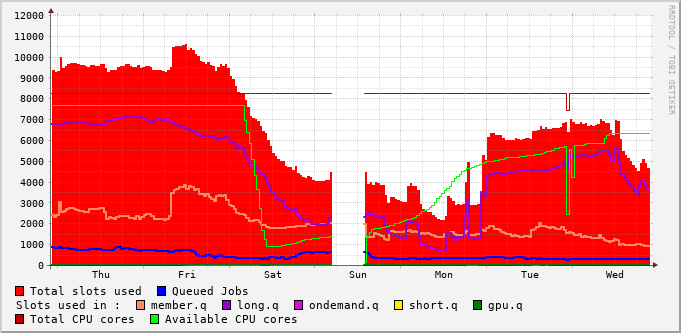 RRDTOOL / TOBI OETIKER
12000
11000
10000
9000
8000
7000
6000
5000
4000
3000
2000
1000
0
Thu Fri Sat Sun Mon Tue Wed
Total slots used Queued Jobs
Slots used in : member.q long.q ondemand.q short.q gpu.q
Total CPU cores Available CPU cores